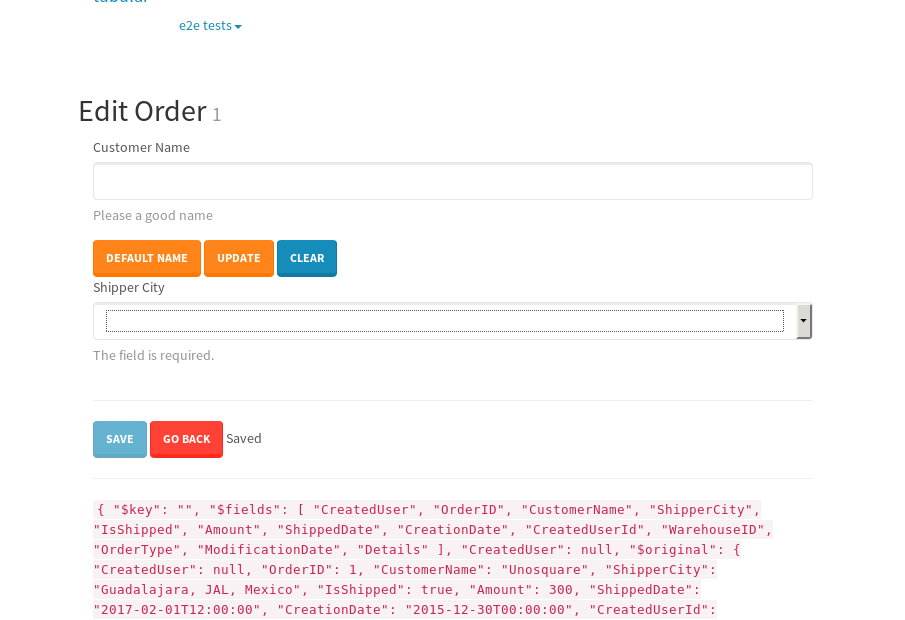 tabular
e2e tests
Edit Order 1
Customer Name
Please a good name
DEFAULT NAME UPDATE CLEAR
Shipper City
The field is required.
SAVE GO BACK Saved
{ "$key": "", "$fields": [ "CreatedUser", "OrderID", "CustomerName", "ShipperCity",
"IsShipped", "Amount", "ShippedDate", "CreationDate", "CreatedUserId", "WarehouseID",
"OrderType", "ModificationDate", "Details" ], "CreatedUser": null, "$original": {
"CreatedUser": null, "OrderID": 1, "CustomerName": "Unosquare", "ShipperCity":
"Guadalajara, JAL, Mexico", "IsShipped": true, "Amount": 300, "ShippedDate":
"2017-02-01T12:00:00", "CreationDate": "2015-12-30T00:00:00", "CreatedUserId":